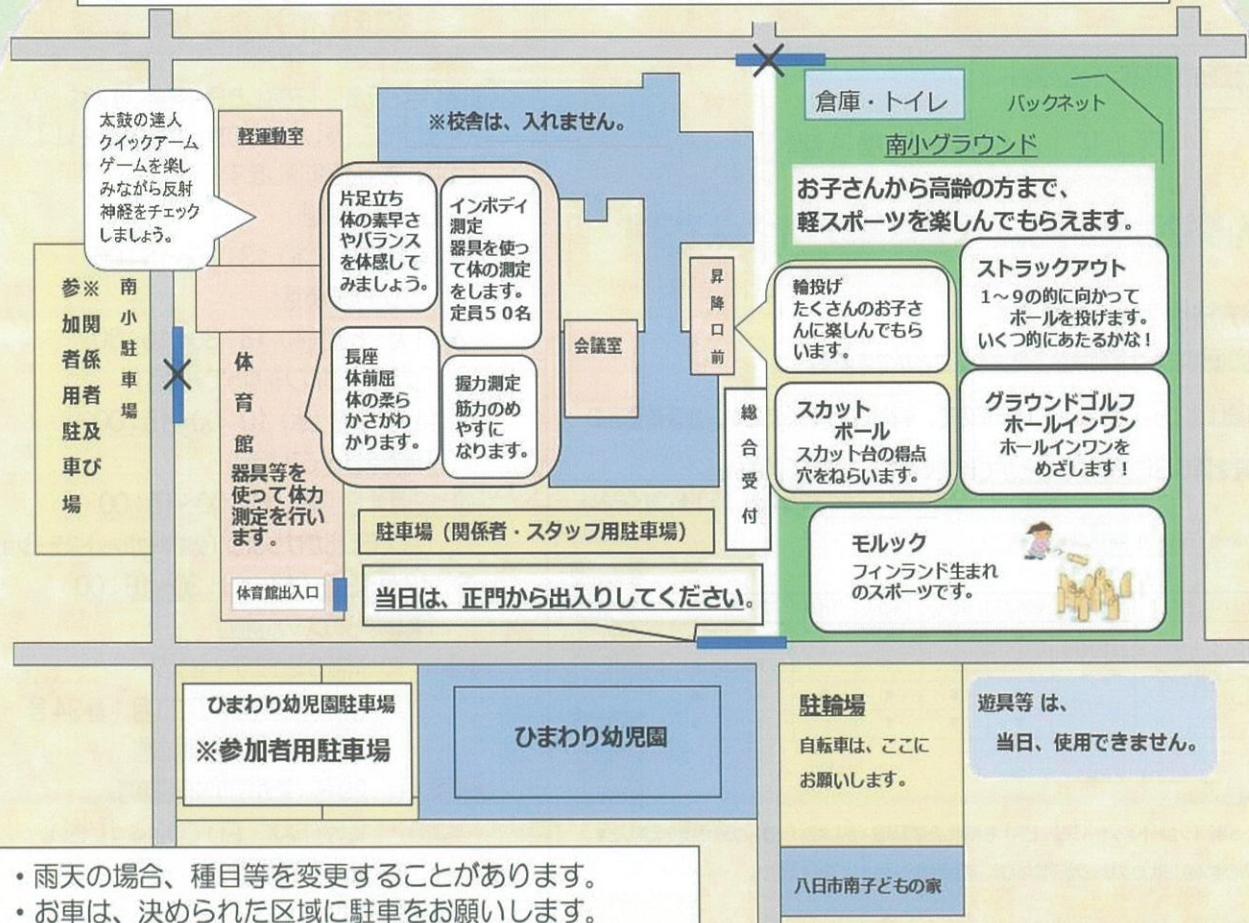 太鼓の達人
クイックアーム
ゲームを楽し
みながら反射
神経をチェック
しましょう。
軽運動室
※校舎は、入れません。
倉庫・トイレ
バックネット
南小グラウンド
お子さんから高齢の方まで、
軽スポーツを楽しんでもらえます。
片足立ち
体の素早さ
やバランス
を体感して
みましょう。
インボディ
測定
器具を使っ
て体の測定
をします。
定員50名
長座
体前屈
体の柔ら
かさがわ
かります。
握力測定
筋力のめ
やすに
なります。
南小駐車場
※関係者及び
参加者用駐車場
体育館
器具等を
使って体力
測定を行い
ます。
体育館出入口
会議室
昇降口前
総合受付
輪投げ
たくさんのお子さ
んに楽しんでもら
います。
ストラックアウト
1~9の的に向かって
ボールを投げます。
いくつ的にあたるかな!
スカット
ボール
スカット台の得点
穴をねらいます。
グラウンドゴルフ
ホールインワン
ホールインワンを
めざします!
モルック
フィンランド生まれ
のスポーツです。
駐車場(関係者・スタッフ用駐車場)
当日は、正門から出入りしてください。
ひまわり幼児園駐車場
※参加者用駐車場
ひまわり幼児園
駐輪場
自転車は、ここに
お願いします。
遊具等 は、
当日、使用できません。
八日市南子どもの家
・雨天の場合、種目等を変更することがあります。
・お車は、決められた区域に駐車をお願いします。